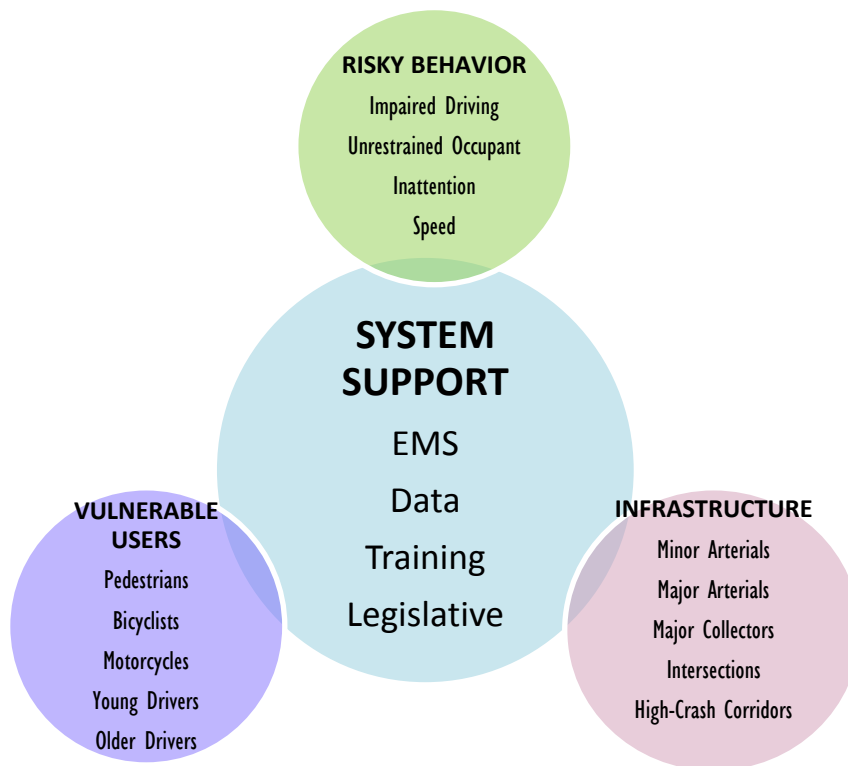 RISKY BEHAVIOR
Impaired Driving
Unrestrained Occupant
Inattention
Speed
SYSTEM
SUPPORT
EMS
Data
Training
Legislative
VULNERABLE
USERS
Pedestrians
Bicyclists
Motorcycles
Young Drivers
Older Drivers
INFRASTRUCTURE
Minor Arterials
Major Arterials
Major Collectors
Intersections
High-Crash Corridors